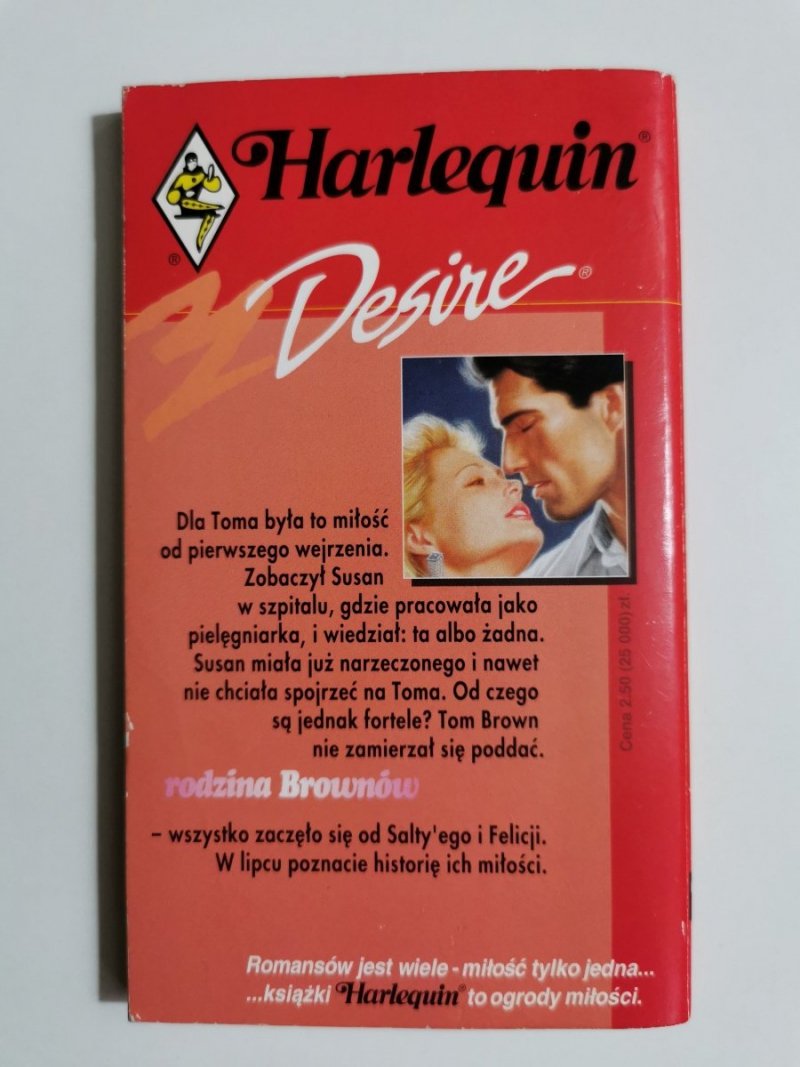 Harlequin®
®
Desire®
Dla Toma była to miłość
od pierwszego wejrzenia.
Zobaczył Susan
w szpitalu, gdzie pracowała jako
pielęgniarka, i wiedział: ta albo żadna.
Susan miała już narzeczonego i nawet
nie chciała spojrzeć na Toma. Od czego
są jednak fortele? Tom Brown
nie zamierzał się poddać.
rodzina Brownów
– wszystko zaczęło się od Salty'ego i Felicji.
W lipcu poznacie historię ich miłości.
Cena 2.50 (25 000) zł
Romansów jest wiele - miłość tylko jedna...
...książki Harlequin® to ogrody miłości.